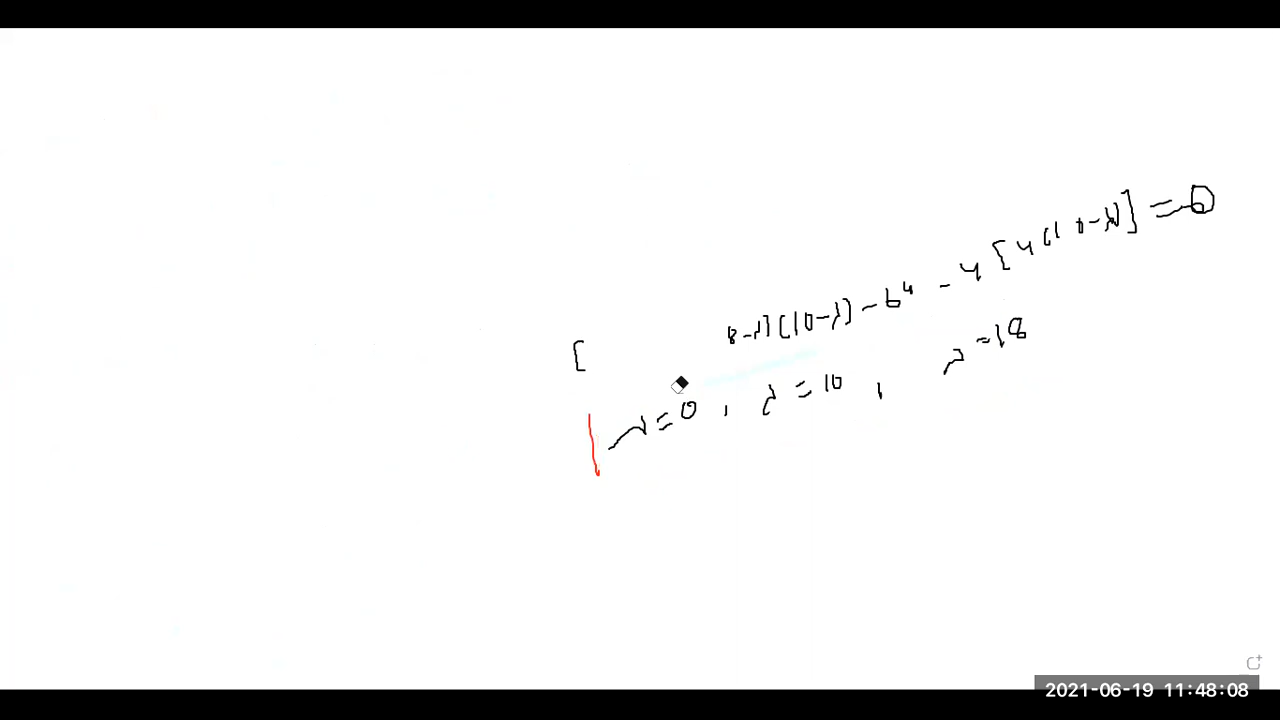 [ 8-λ)(10-λ) - 64 - 4 [4(10-λ)] = 0
λ = 0, λ = 10, λ = 18
2021-06-19 11:48:08